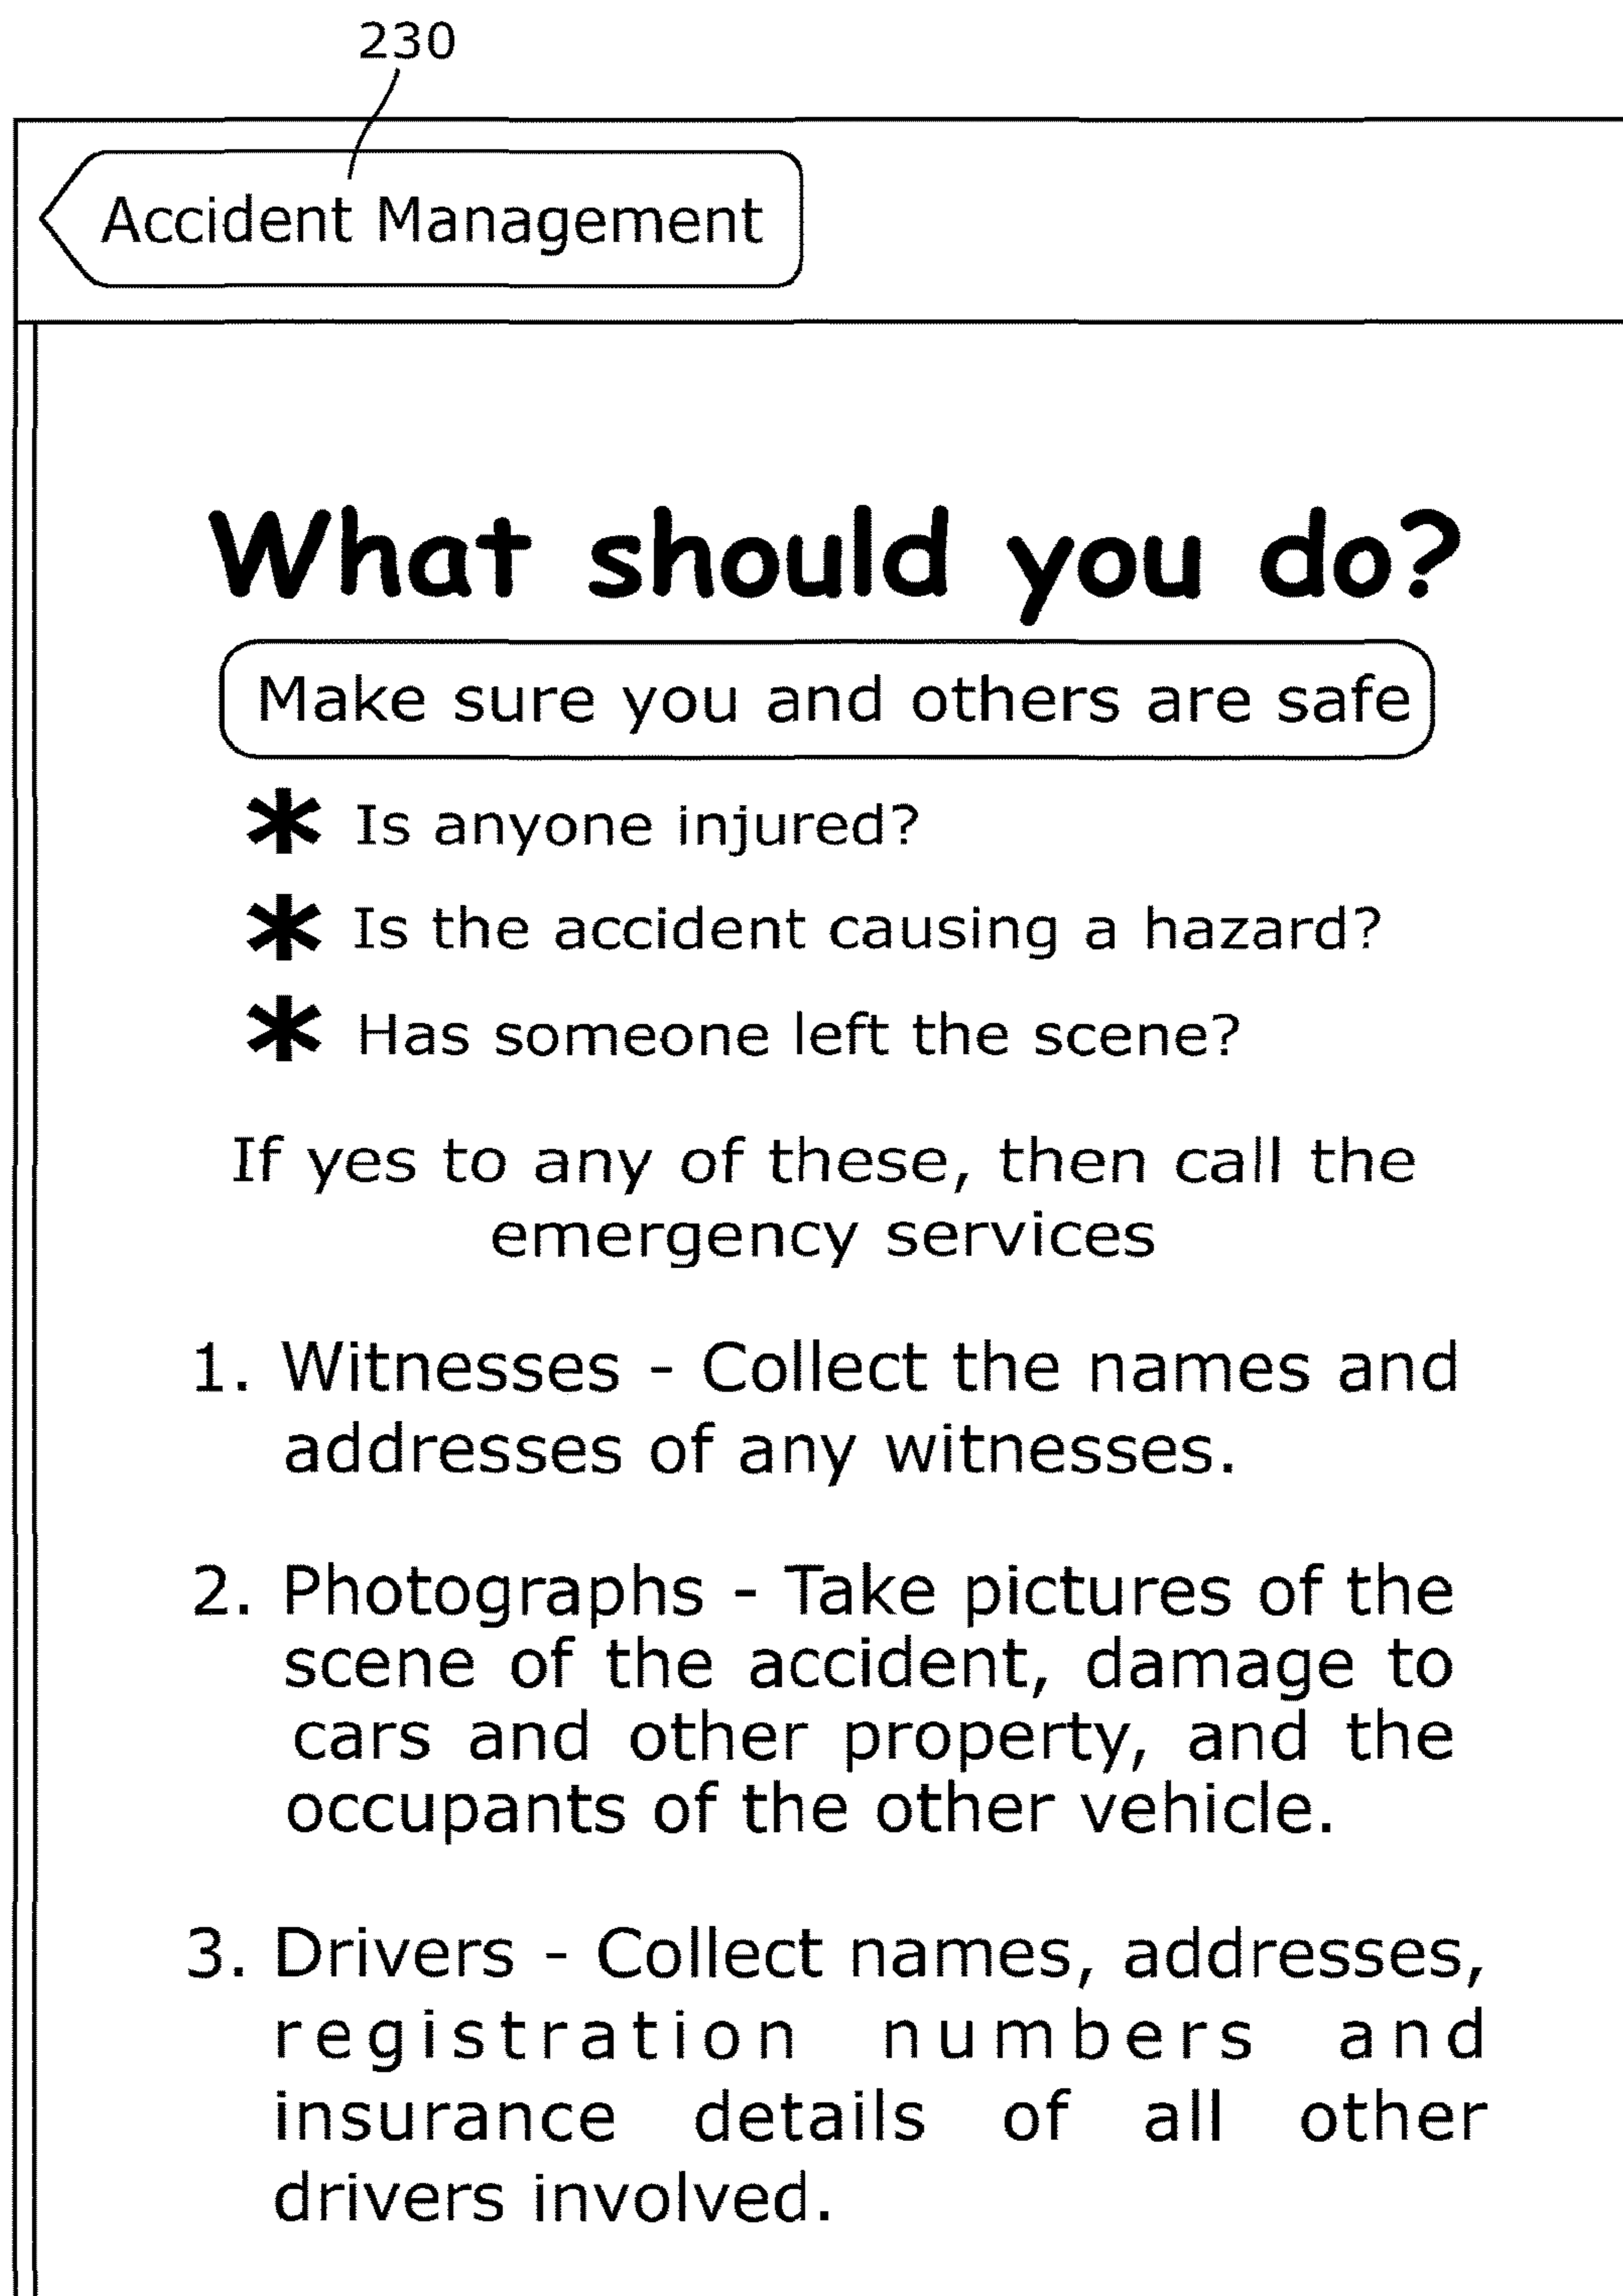 230
Accident Management
What should you do?
Make sure you and others are safe
* Is anyone injured?
* Is the accident causing a hazard?
* Has someone left the scene?
If yes to any of these, then call the
emergency services
1. Witnesses - Collect the names and
addresses of any witnesses.
2. Photographs - Take pictures of the
scene of the accident, damage to
cars and other property, and the
occupants of the other vehicle.
3. Drivers - Collect names, addresses,
registration numbers and
insurance details of all other
drivers involved.